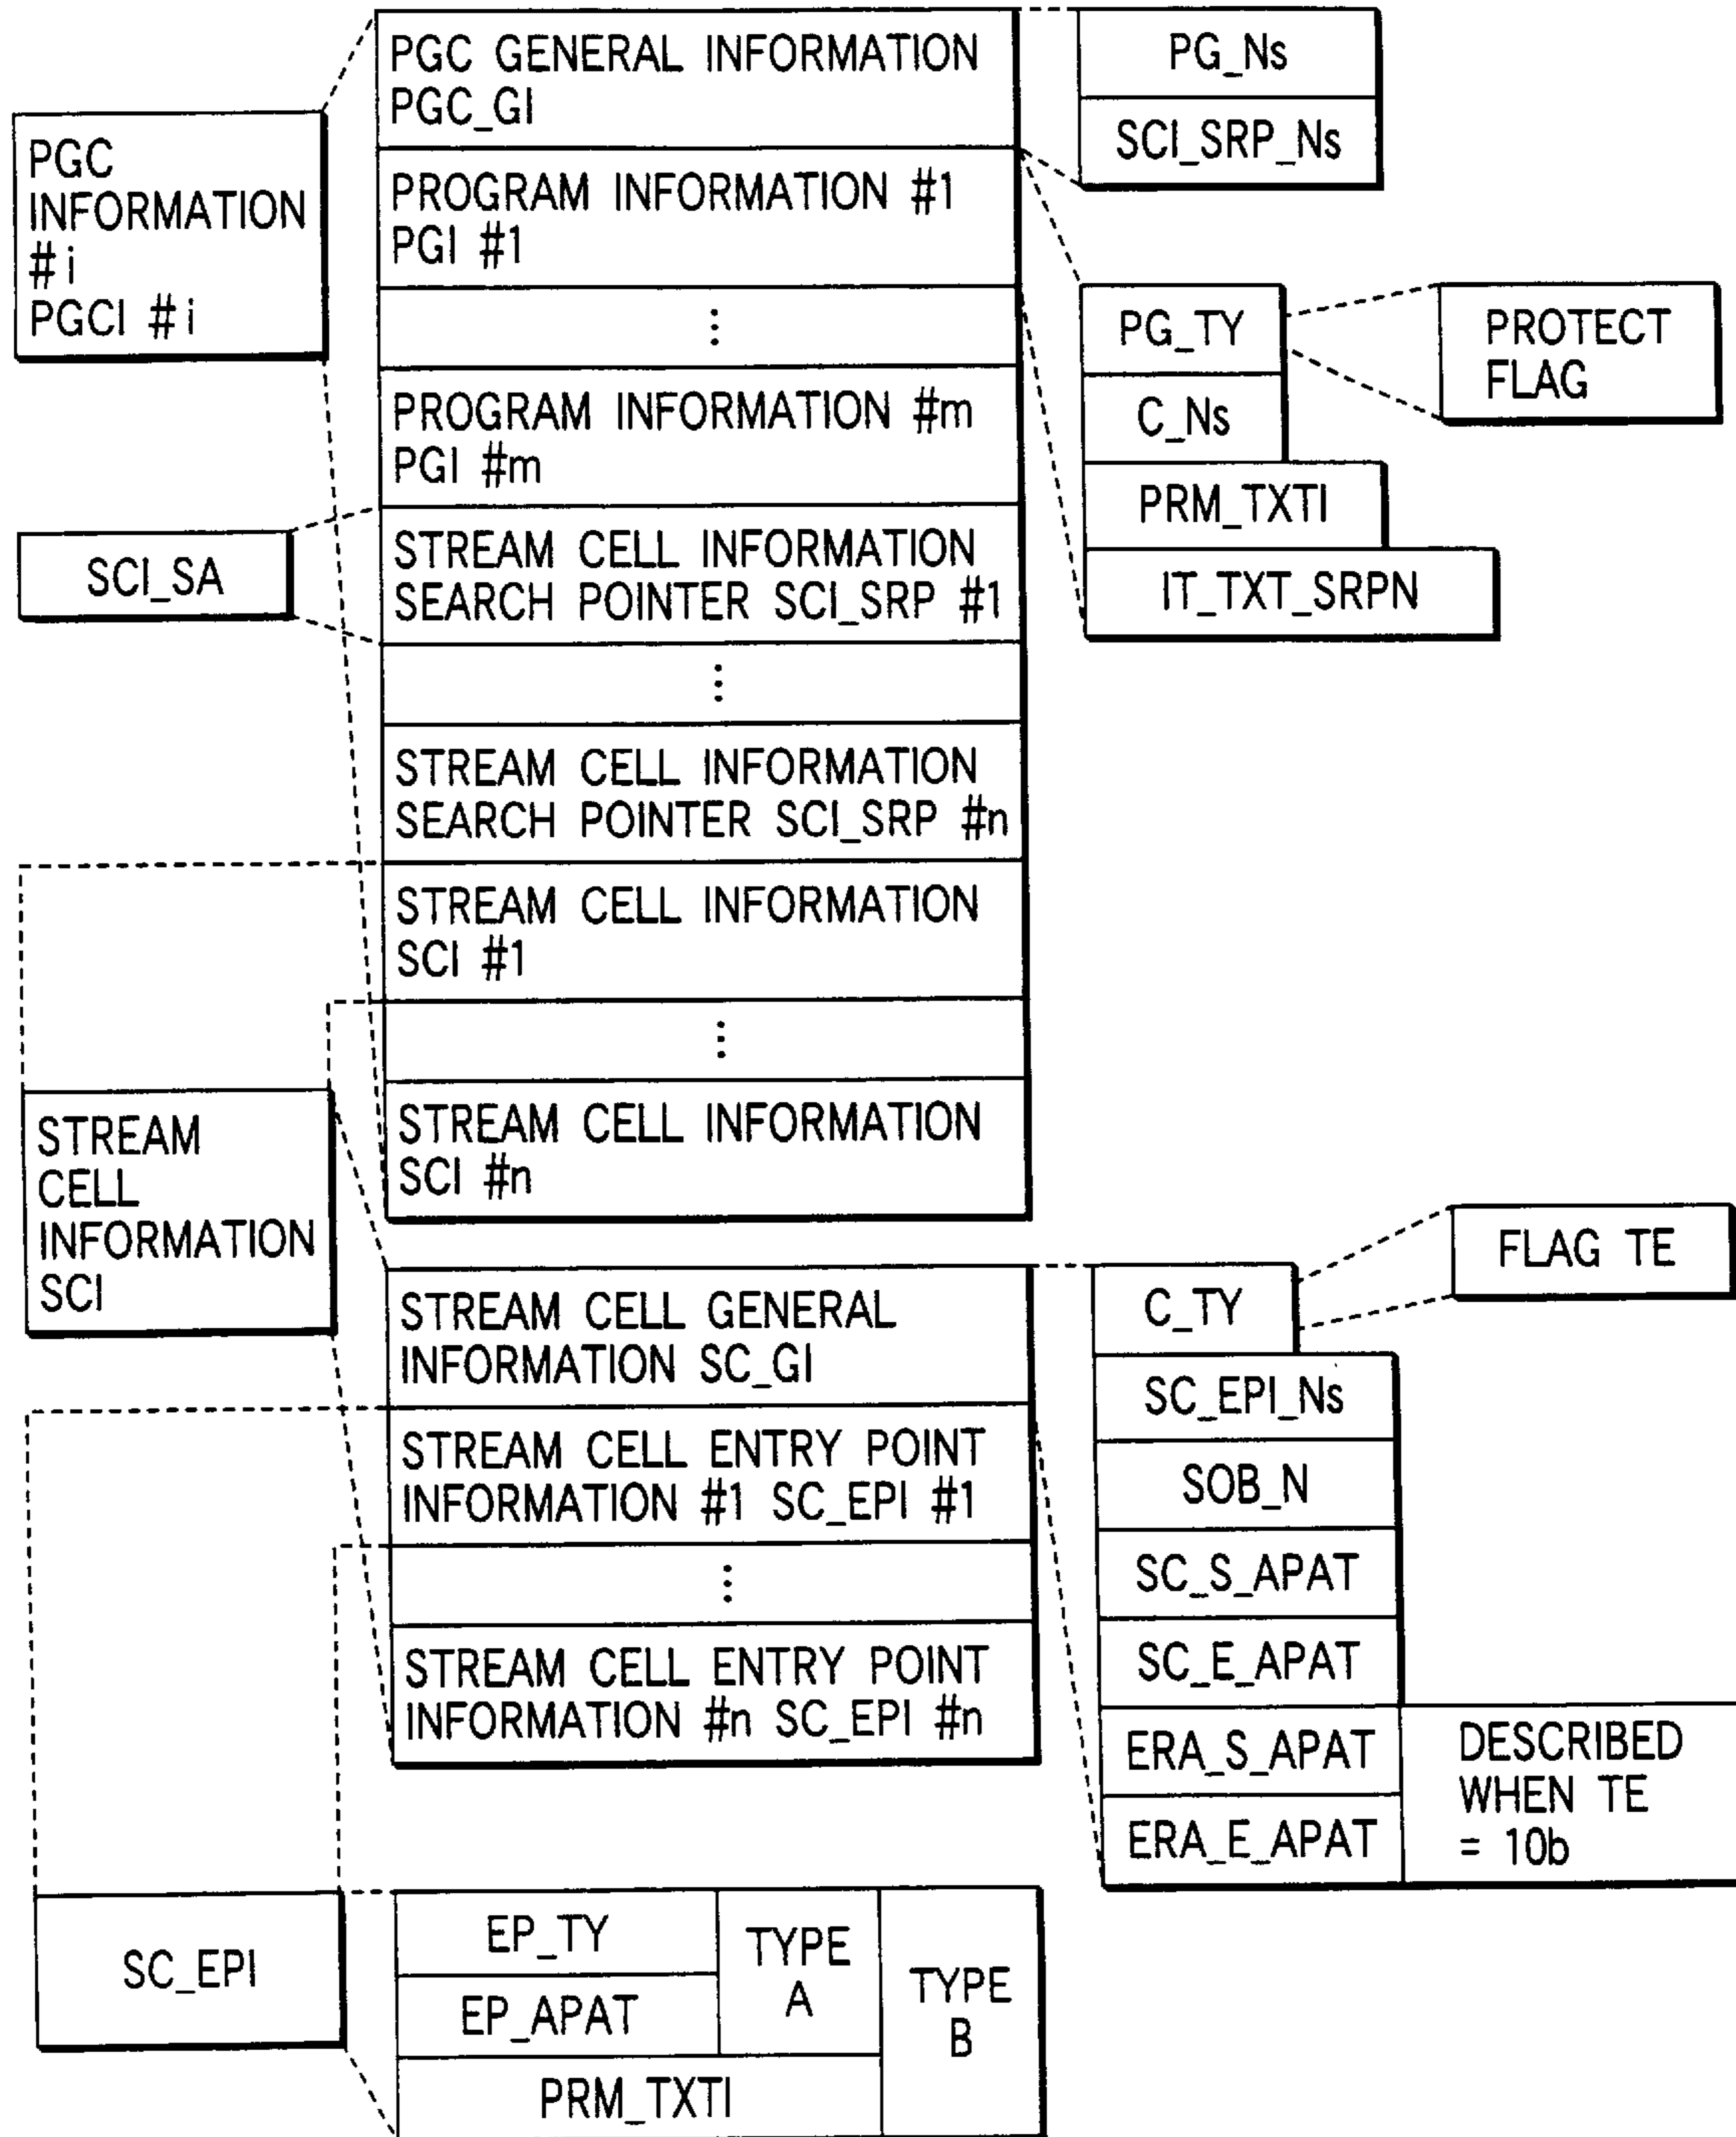 PGC
INFORMATION
#i
PGCI #i
PGC GENERAL INFORMATION
PGC_GI
PROGRAM INFORMATION #1
PGI #1
⋮
PROGRAM INFORMATION #m
PGI #m
STREAM CELL INFORMATION
SEARCH POINTER SCI_SRP #1
⋮
STREAM CELL INFORMATION
SEARCH POINTER SCI_SRP #n
STREAM CELL INFORMATION
SCI #1
⋮
STREAM CELL INFORMATION
SCI #n
PG_Ns
SCI_SRP_Ns
PG_TY
C_Ns
PRM_TXTI
IT_TXT_SRPN
PROTECT
FLAG
SCI_SA
STREAM
CELL
INFORMATION
SCI
STREAM CELL GENERAL
INFORMATION SC_GI
STREAM CELL ENTRY POINT
INFORMATION #1 SC_EPI #1
⋮
STREAM CELL ENTRY POINT
INFORMATION #n SC_EPI #n
C_TY
SC_EPI_Ns
SOB_N
SC_S_APAT
SC_E_APAT
ERA_S_APAT
ERA_E_APAT
FLAG TE
DESCRIBED
WHEN TE
= 10b
SC_EPI
EP_TY
EP_APAT
PRM_TXTI
TYPE
A
TYPE
B